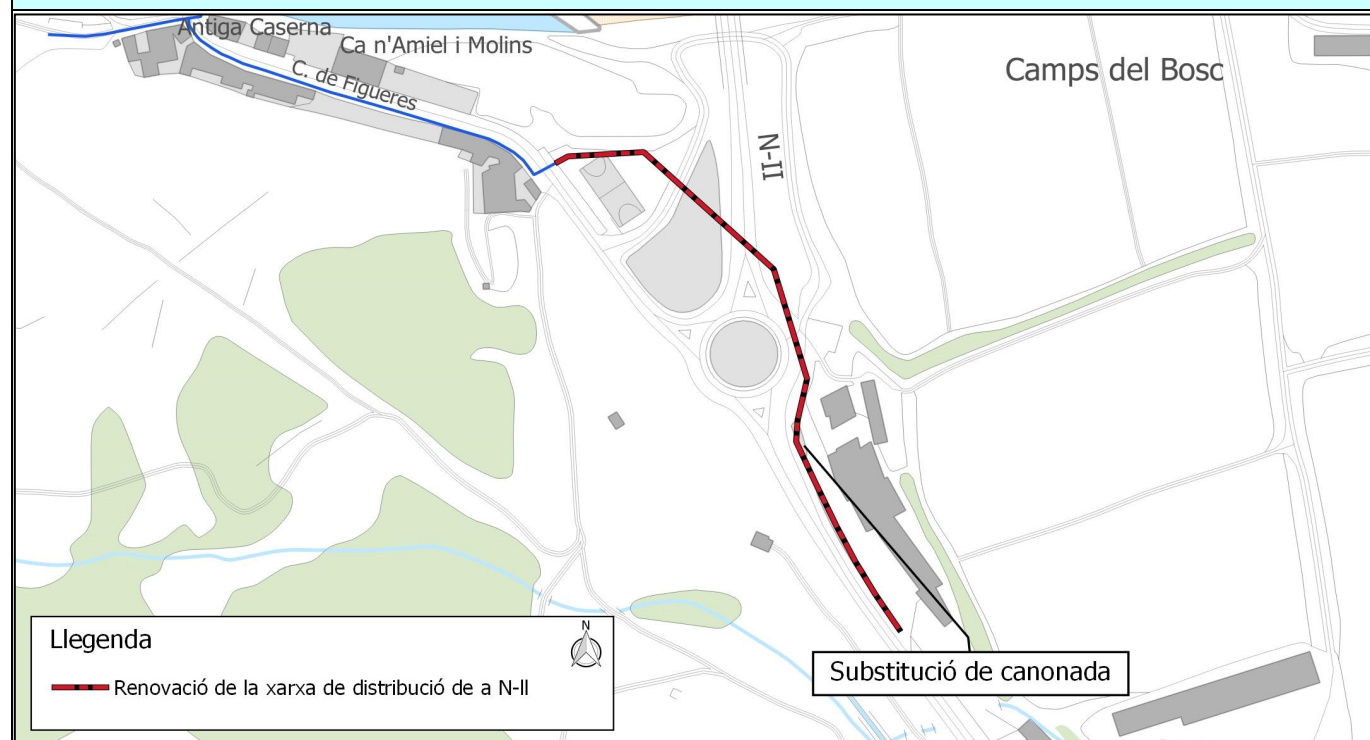 Antiga Caserna
Ca n'Amiel i Molins
C. de Figueres
Camps del Bosc
N-II
Llegenda
N
Renovació de la xarxa de distribució de a N-II
Substitució de canonada